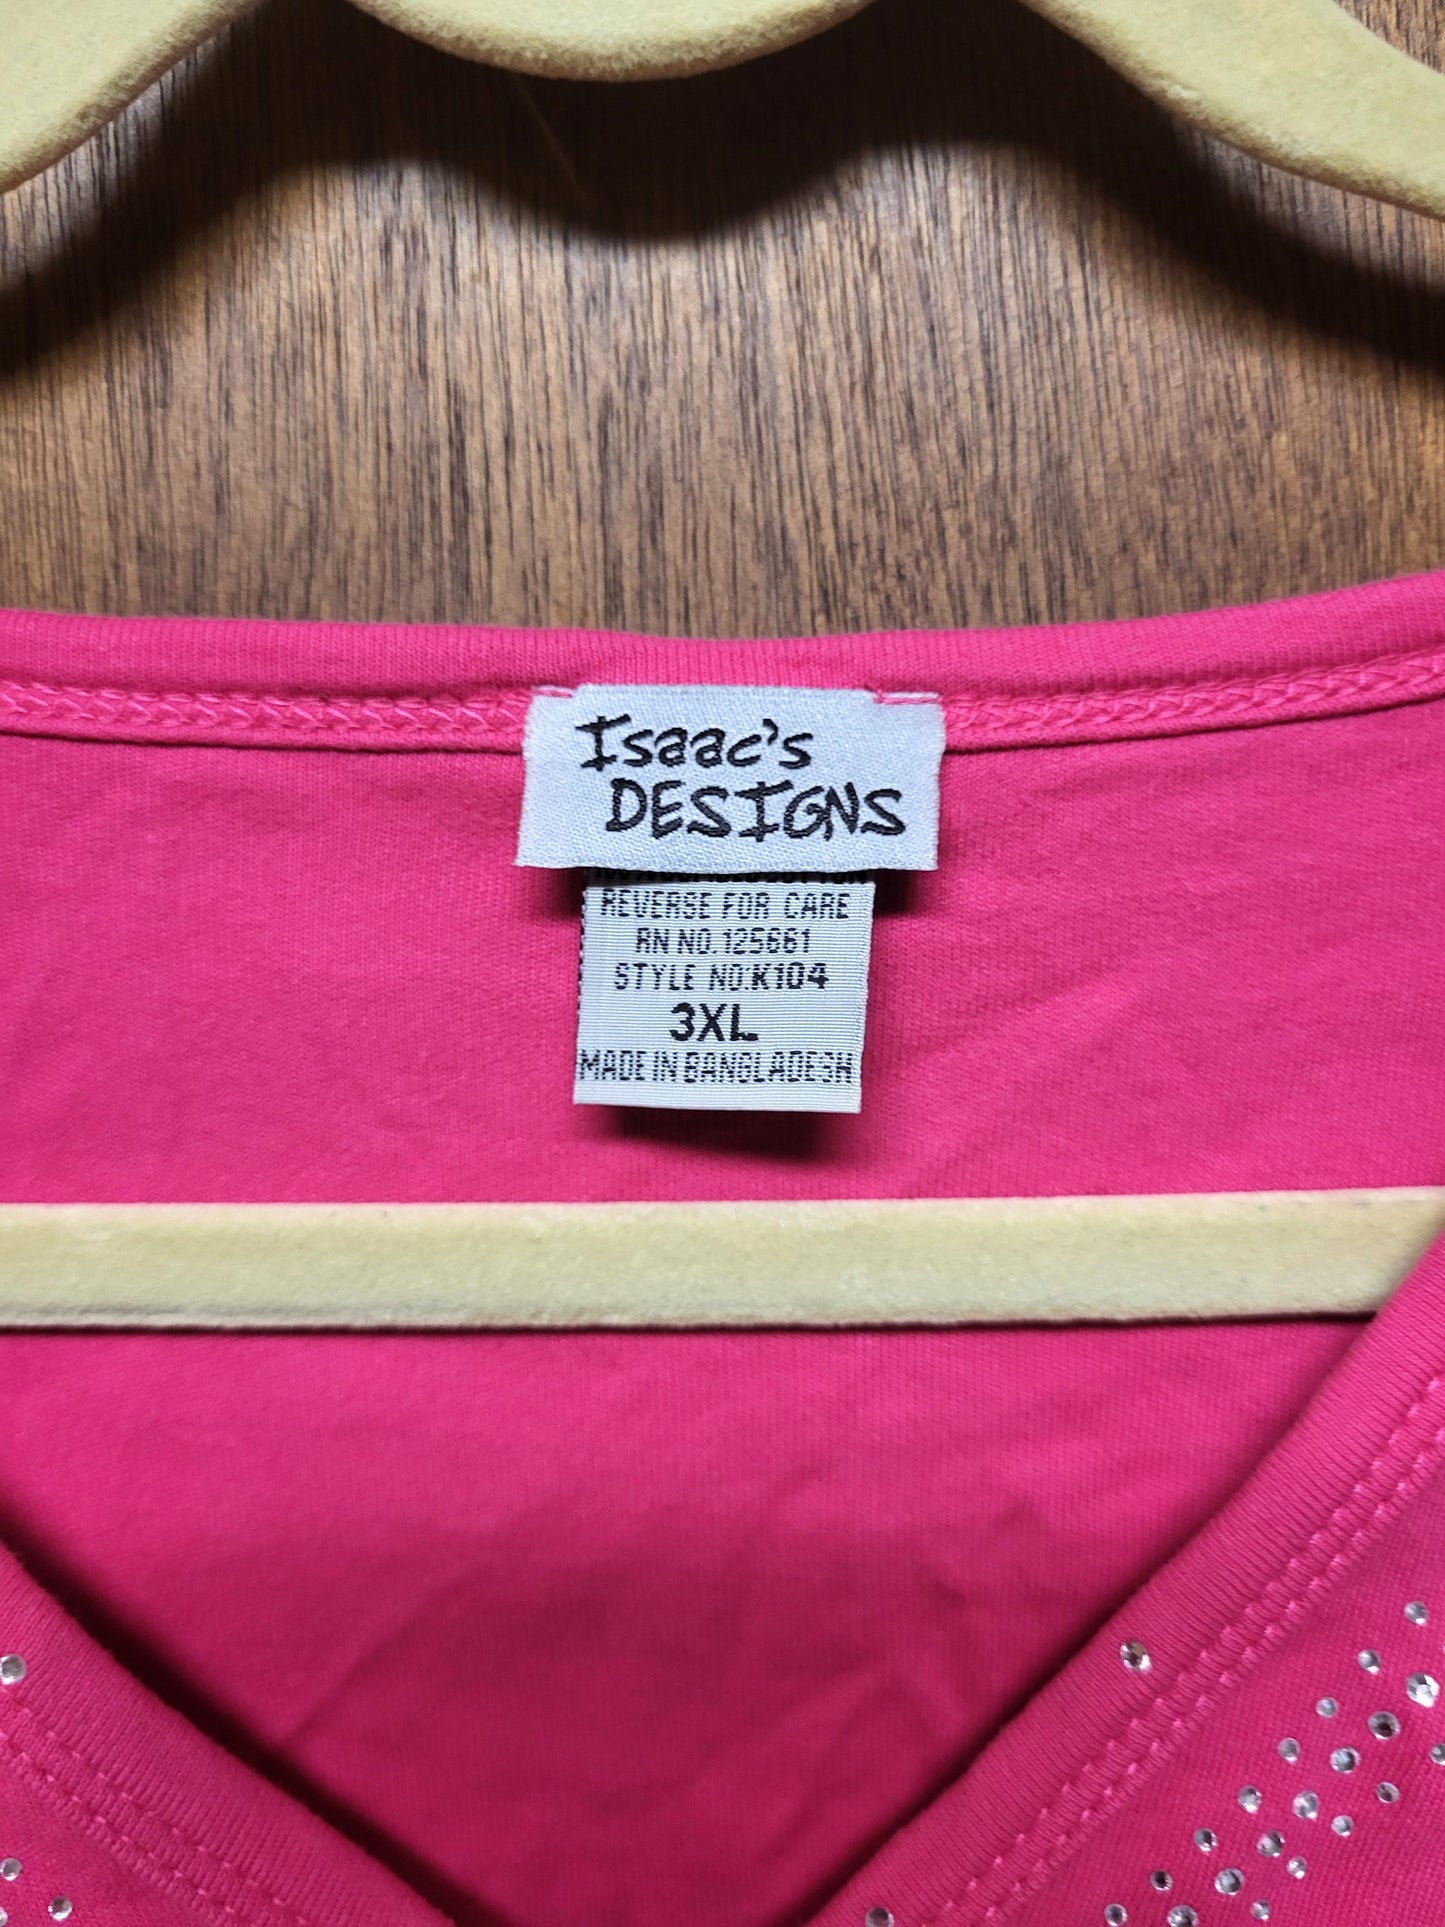 Isaac's
DESIGNS
REVERSE FOR CARE
RN NO.125661
STYLE NO:K104
3XL
MADE IN BANGLADESH